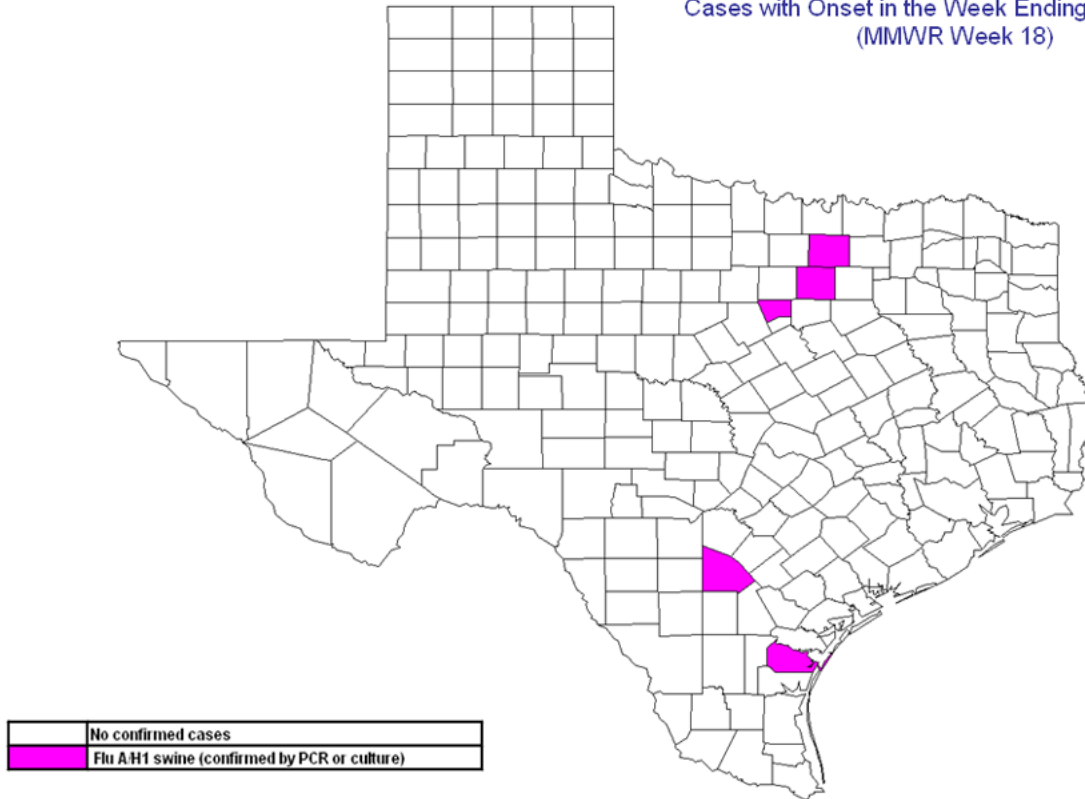 Cases with Onset in the Week Ending
(MMWR Week 18)
No confirmed cases
Flu A/H1 swine (confirmed by PCR or culture)